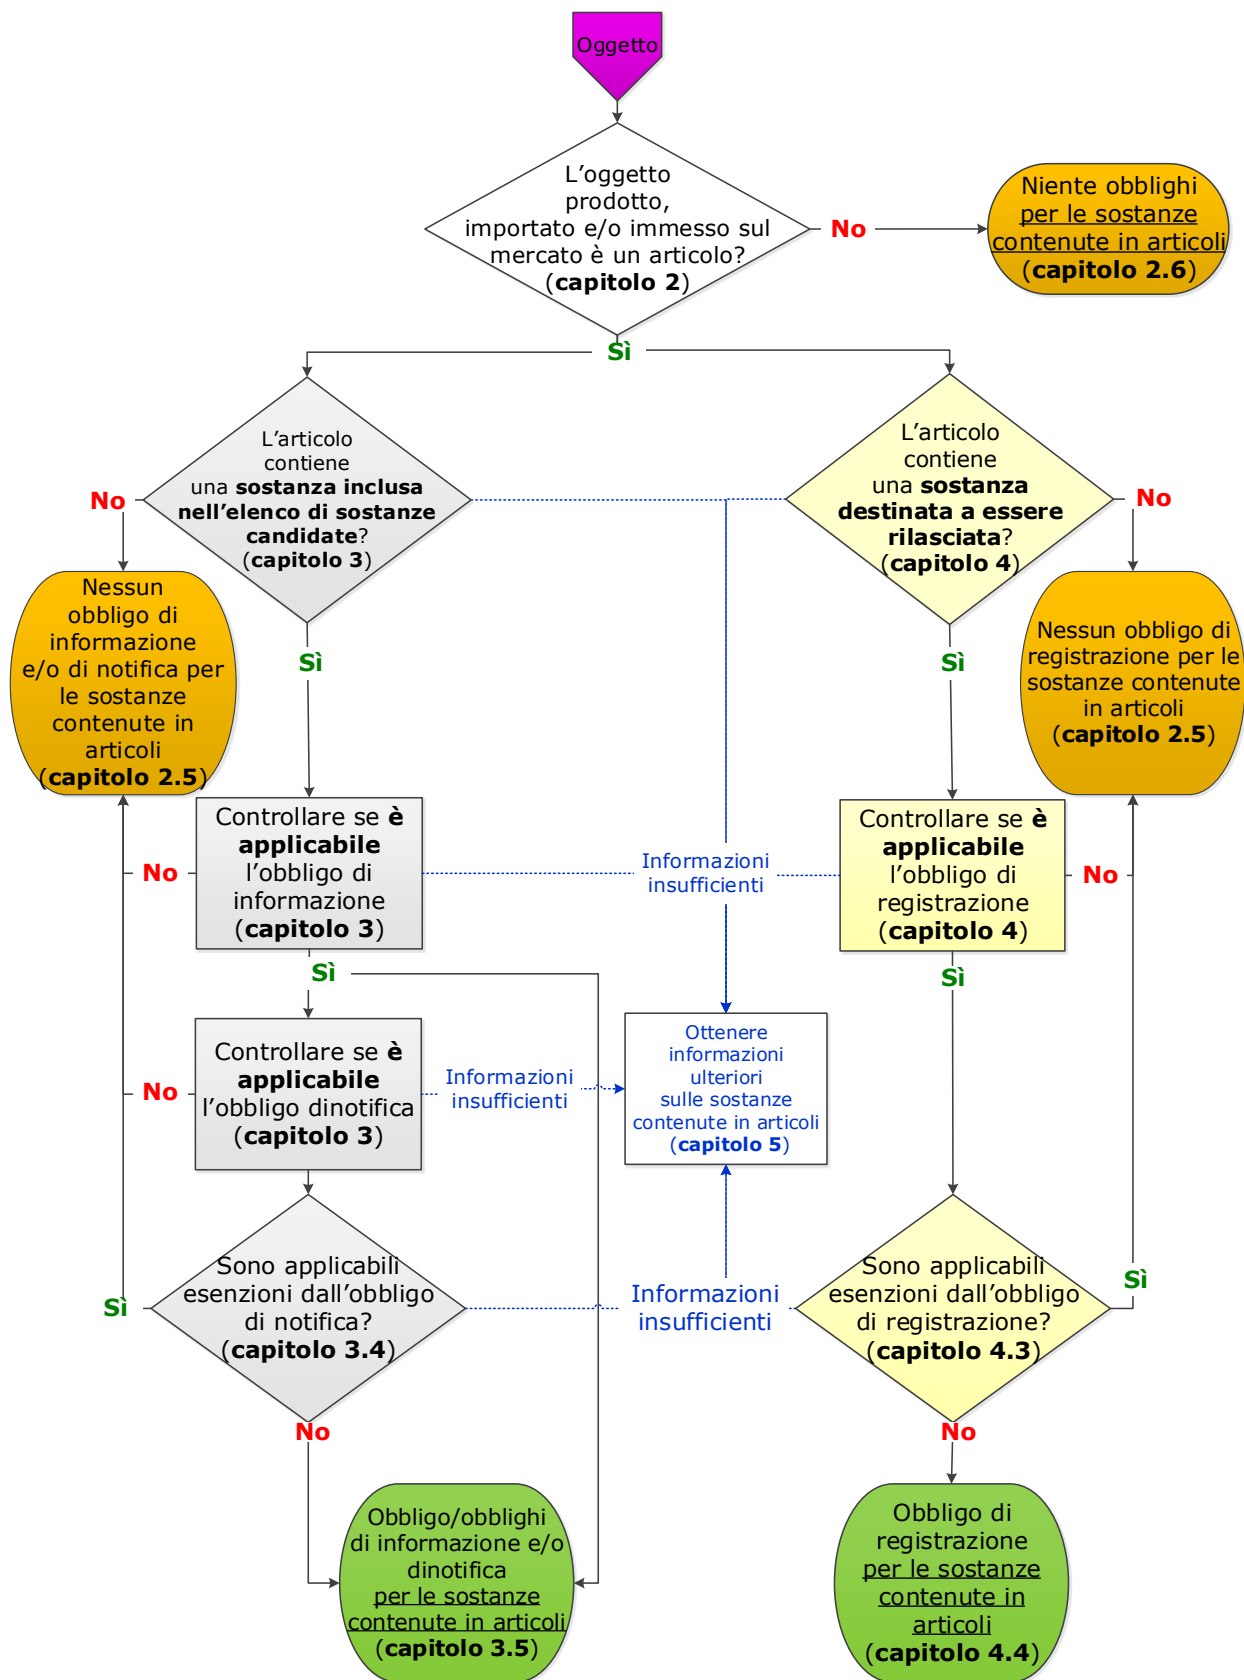 Oggetto
L'oggetto
prodotto,
importato e/o immesso sul
mercato è un articolo?
(capitolo 2)
No
Niente obblighi
per le sostanze
contenute in articoli
(capitolo 2.6)
Sì
L'articolo
contiene
una sostanza inclusa
nell'elenco di sostanze
candidate?
(capitolo 3)
L'articolo
contiene
una sostanza
destinata a essere
rilasciata?
(capitolo 4)
No
No
Nessun
obbligo di
informazione
e/o di notifica per
le sostanze
contenute in
articoli
(capitolo 2.5)
Sì
Sì
Nessun obbligo di
registrazione per le
sostanze contenute
in articoli
(capitolo 2.5)
Controllare se è
applicabile
l'obbligo di
informazione
(capitolo 3)
No
Informazioni
insufficienti
Controllare se è
applicabile
l'obbligo di
registrazione
(capitolo 4)
No
Sì
Sì
Controllare se è
applicabile
l'obbligo dinotifica
(capitolo 3)
No
Informazioni
insufficienti
Ottenere
informazioni
ulteriori
sulle sostanze
contenute in articoli
(capitolo 5)
Sono applicabili
esenzioni dall'obbligo
di notifica?
(capitolo 3.4)
Sì
Informazioni
insufficienti
Sono applicabili
esenzioni dall'obbligo
di registrazione?
(capitolo 4.3)
Sì
No
No
Obbligo/obblighi
di informazione e/o
dinotifica
per le sostanze
contenute in articoli
(capitolo 3.5)
Obbligo di
registrazione
per le sostanze
contenute in
articoli
(capitolo 4.4)